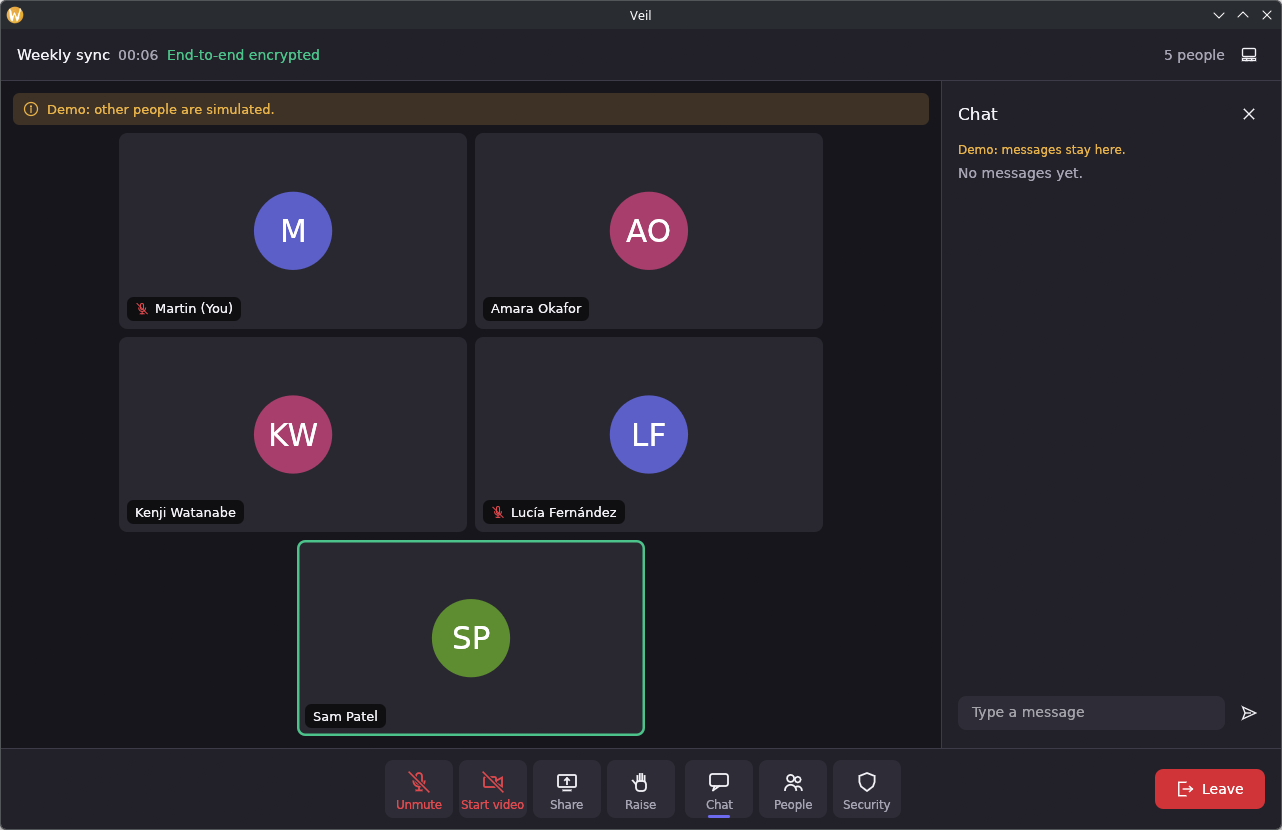 Veil
Weekly sync 00:06 End-to-end encrypted
5 people
Demo: other people are simulated.
M
Martin (You)
AO
Amara Okafor
KW
Kenji Watanabe
LF
Lucía Fernández
SP
Sam Patel
Chat
Demo: messages stay here.
No messages yet.
Type a message
Unmute
Start video
Share
Raise
Chat
People
Security
Leave